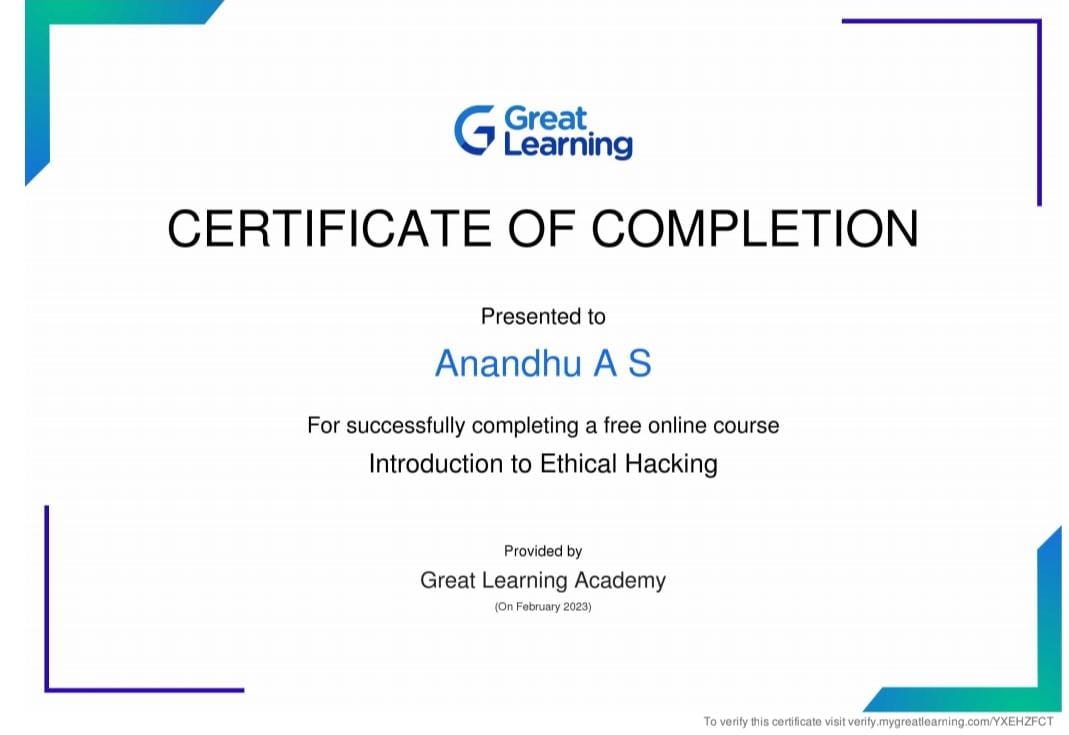 Great
Learning
CERTIFICATE OF COMPLETION
Presented to
Anandhu A S
For successfully completing a free online course
Introduction to Ethical Hacking
Provided by
Great Learning Academy
(On February 2023)
To verify this certificate visit verify.mygreatlearning.com/YXEHZFCT